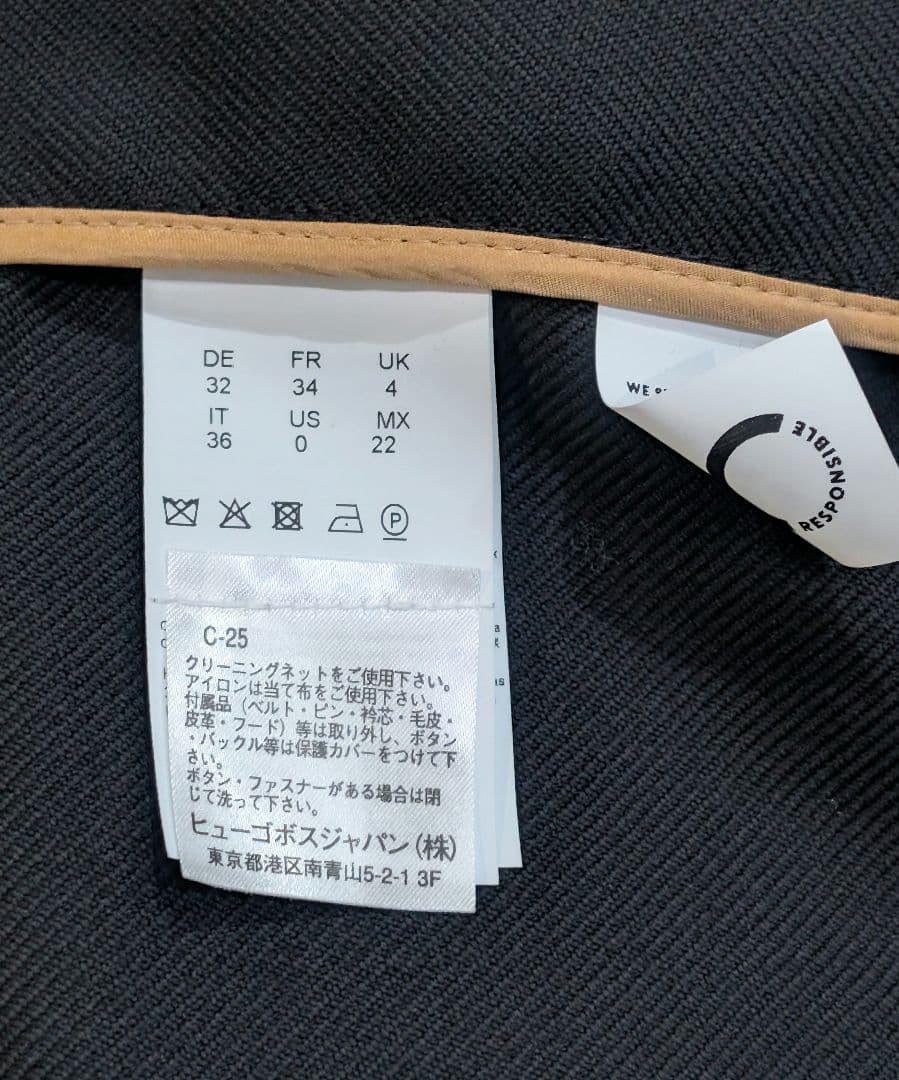 DE FR UK
32 34 4
IT US MX
36 0 22
P
C-25
クリーニングネットをご使用下さい。
アイロンは当て布をご使用下さい。
付属品（ベルト・ピン・衿芯・毛皮・
皮革・フード）等は取り外し、ボタン
・バックル等は保護カバーをつけて下
さい。
ボタン・ファスナーがある場合は閉
じて洗って下さい。
ヒューゴボスジャパン（株）
東京都港区南青山5-2-1 3F
WE
RESPONSIBLE